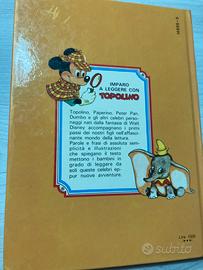 IMPARO
A LEGGERE CON
TOPOLINO
Topolino, Paperino, Peter Pan,
Dumbo e gli altri celebri perso-
naggi nati dalla fantasia di Walt
Disney accompagnano i primi
passi dei nostri figli nell'affasci-
nante mondo della lettura.
Parole e frasi di assoluta sem-
plicità e illustrazioni
che spiegano il testo
mettono i bambini in
grado di leggere da
soli queste celebri ep-
pur nuove avventure.
Subito